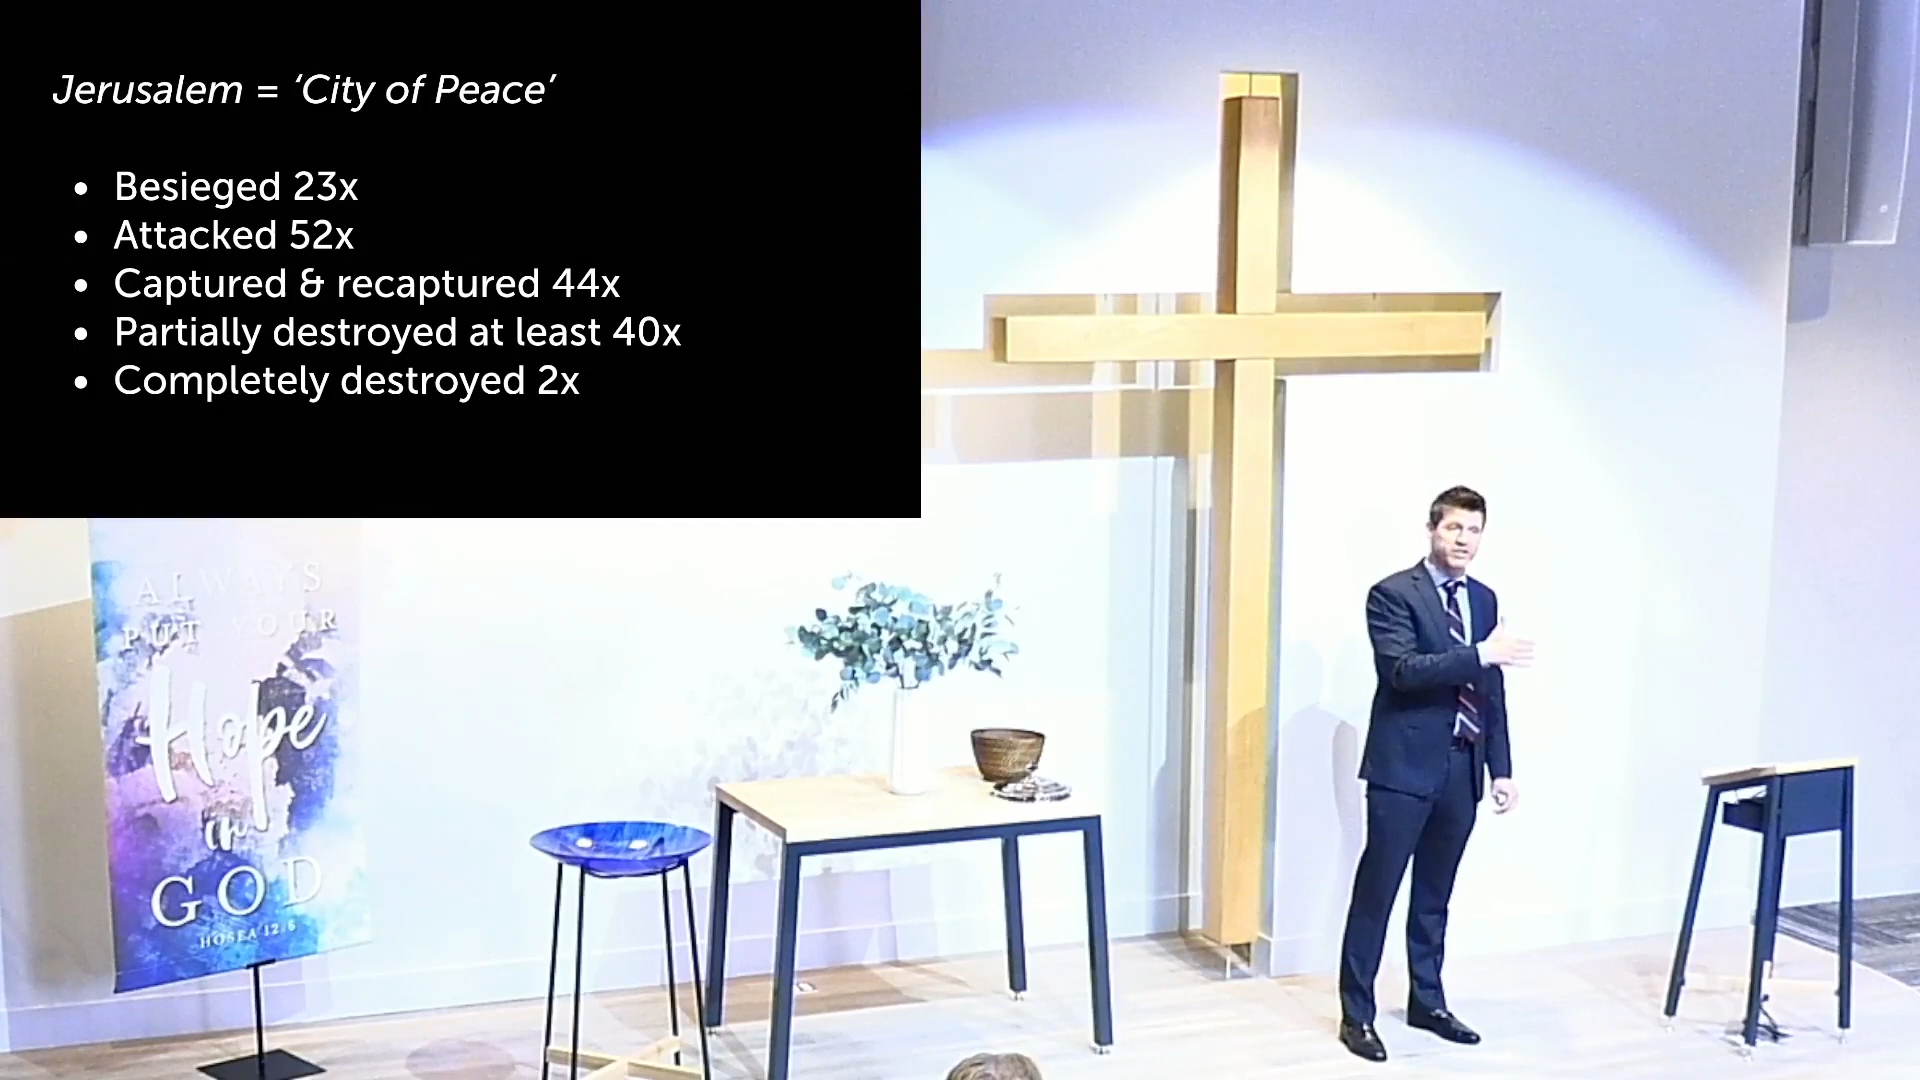 Jerusalem = ‘City of Peace’
• Besieged 23x
• Attacked 52x
• Captured & recaptured 44x
• Partially destroyed at least 40x
• Completely destroyed 2x
ALWAYS
PUT YOUR
Hope
in
GOD
HOSEA 12:6